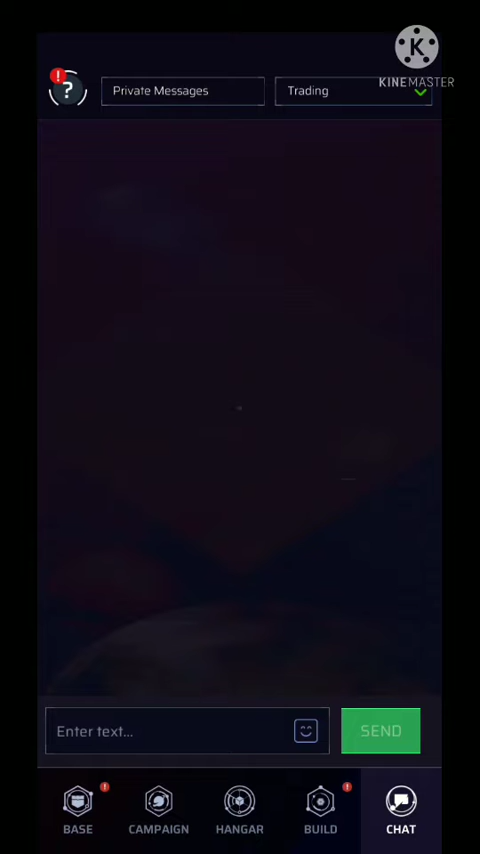 K
KINEMASTER
!
?
Private Messages
Trading
Enter text...
SEND
!
!
BASE
CAMPAIGN
HANGAR
BUILD
CHAT